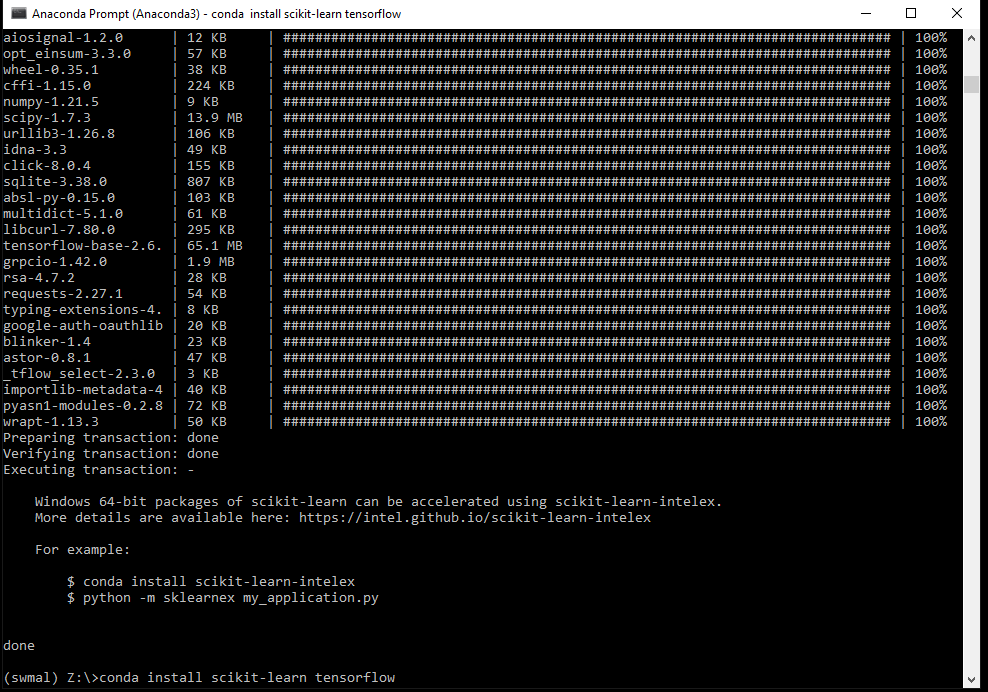 Anaconda Prompt (Anaconda3) - conda  install scikit-learn tensorflow
aiosignal-1.2.0      | 12 KB     | ############################################################################ | 100%
opt_einsum-3.3.0     | 57 KB     | ############################################################################ | 100%
wheel-0.35.1         | 38 KB     | ############################################################################ | 100%
cffi-1.15.0          | 224 KB    | ############################################################################ | 100%
numpy-1.21.5         | 9 KB      | ############################################################################ | 100%
scipy-1.7.3          | 13.9 MB   | ############################################################################ | 100%
urllib3-1.26.8       | 106 KB    | ############################################################################ | 100%
idna-3.3             | 49 KB     | ############################################################################ | 100%
click-8.0.4          | 155 KB    | ############################################################################ | 100%
sqlite-3.38.0        | 807 KB    | ############################################################################ | 100%
absl-py-0.15.0       | 103 KB    | ############################################################################ | 100%
multidict-5.1.0      | 61 KB     | ############################################################################ | 100%
libcurl-7.80.0       | 295 KB    | ############################################################################ | 100%
tensorflow-base-2.6. | 65.1 MB   | ############################################################################ | 100%
grpcio-1.42.0        | 1.9 MB    | ############################################################################ | 100%
rsa-4.7.2            | 28 KB     | ############################################################################ | 100%
requests-2.27.1      | 54 KB     | ############################################################################ | 100%
typing-extensions-4. | 8 KB      | ############################################################################ | 100%
google-auth-oauthlib | 20 KB     | ############################################################################ | 100%
blinker-1.4          | 23 KB     | ############################################################################ | 100%
astor-0.8.1          | 47 KB     | ############################################################################ | 100%
_tflow_select-2.3.0  | 3 KB      | ############################################################################ | 100%
importlib-metadata-4 | 40 KB     | ############################################################################ | 100%
pyasn1-modules-0.2.8 | 72 KB     | ############################################################################ | 100%
wrapt-1.13.3         | 50 KB     | ############################################################################ | 100%
Preparing transaction: done
Verifying transaction: done
Executing transaction: -
    Windows 64-bit packages of scikit-learn can be accelerated using scikit-learn-intelex.
    More details are available here: https://intel.github.io/scikit-learn-intelex
    For example:
        $ conda install scikit-learn-intelex
        $ python -m sklearnex my_application.py
done
(swmal) Z:\>conda install scikit-learn tensorflow